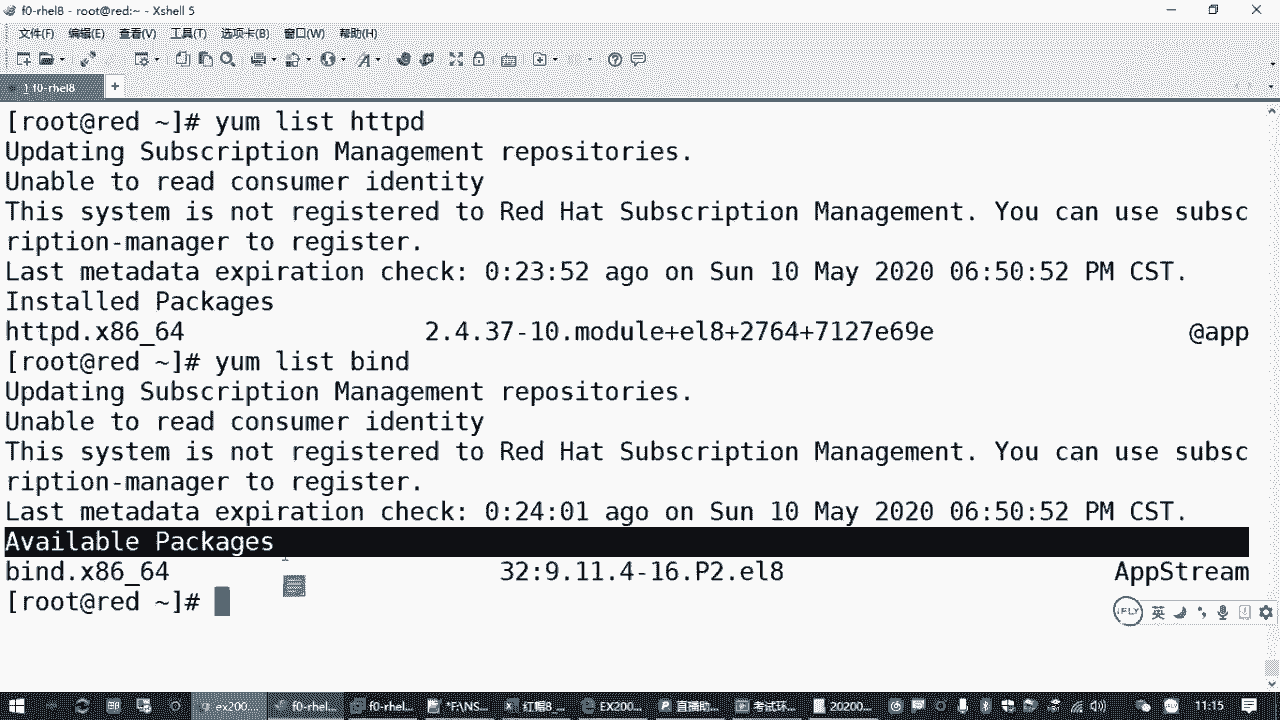 f0-rhel8 - root@red:~ - Xshell 5
文件(F) 编辑(E) 查看(V) 工具(T) 选项卡(B) 窗口(W) 帮助(H)
1 f0-rhel8
[root@red ~]# yum list httpd
Updating Subscription Management repositories.
Unable to read consumer identity
This system is not registered to Red Hat Subscription Management. You can use subsc
ription-manager to register.
Last metadata expiration check: 0:23:52 ago on Sun 10 May 2020 06:50:52 PM CST.
Installed Packages
httpd.x86_64 2.4.37-10.module+el8+2764+7127e69e @app
[root@red ~]# yum list bind
Updating Subscription Management repositories.
Unable to read consumer identity
This system is not registered to Red Hat Subscription Management. You can use subsc
ription-manager to register.
Last metadata expiration check: 0:24:01 ago on Sun 10 May 2020 06:50:52 PM CST.
Available Packages
bind.x86_64 32:9.11.4-16.P2.el8 AppStream
[root@red ~]#
iFLY 英
ex200... f0-rhel... f0-rhel... *F:\NS... 红帽8_... EX200... 直播助... 考试环... 20200... 11:15